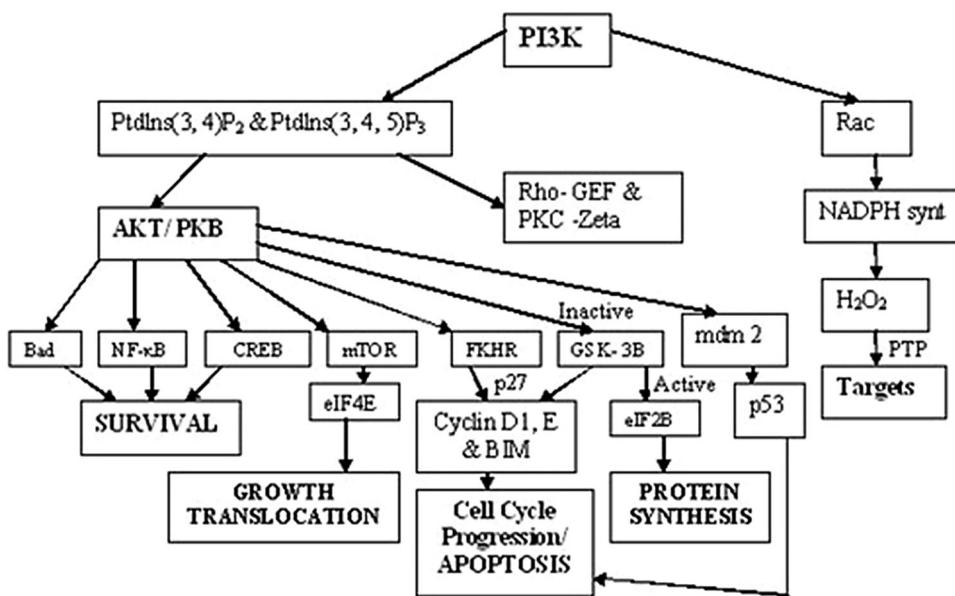 PI3K
PtdIns(3, 4)P₂ & PtdIns(3, 4, 5)P₃
Rac
Rho- GEF &
PKC -Zeta
NADPH synt
AKT/ PKB
H₂O₂
Inactive
mdm 2
Bad
NF-κB
CREB
mTOR
FKHR
GSK- 3B
PTP
p27
Active
Targets
SURVIVAL
eIF4E
Cyclin D1, E
& BIM
eIF2B
p53
GROWTH
TRANSLOCATION
Cell Cycle
Progression/
APOPTOSIS
PROTEIN
SYNTHESIS